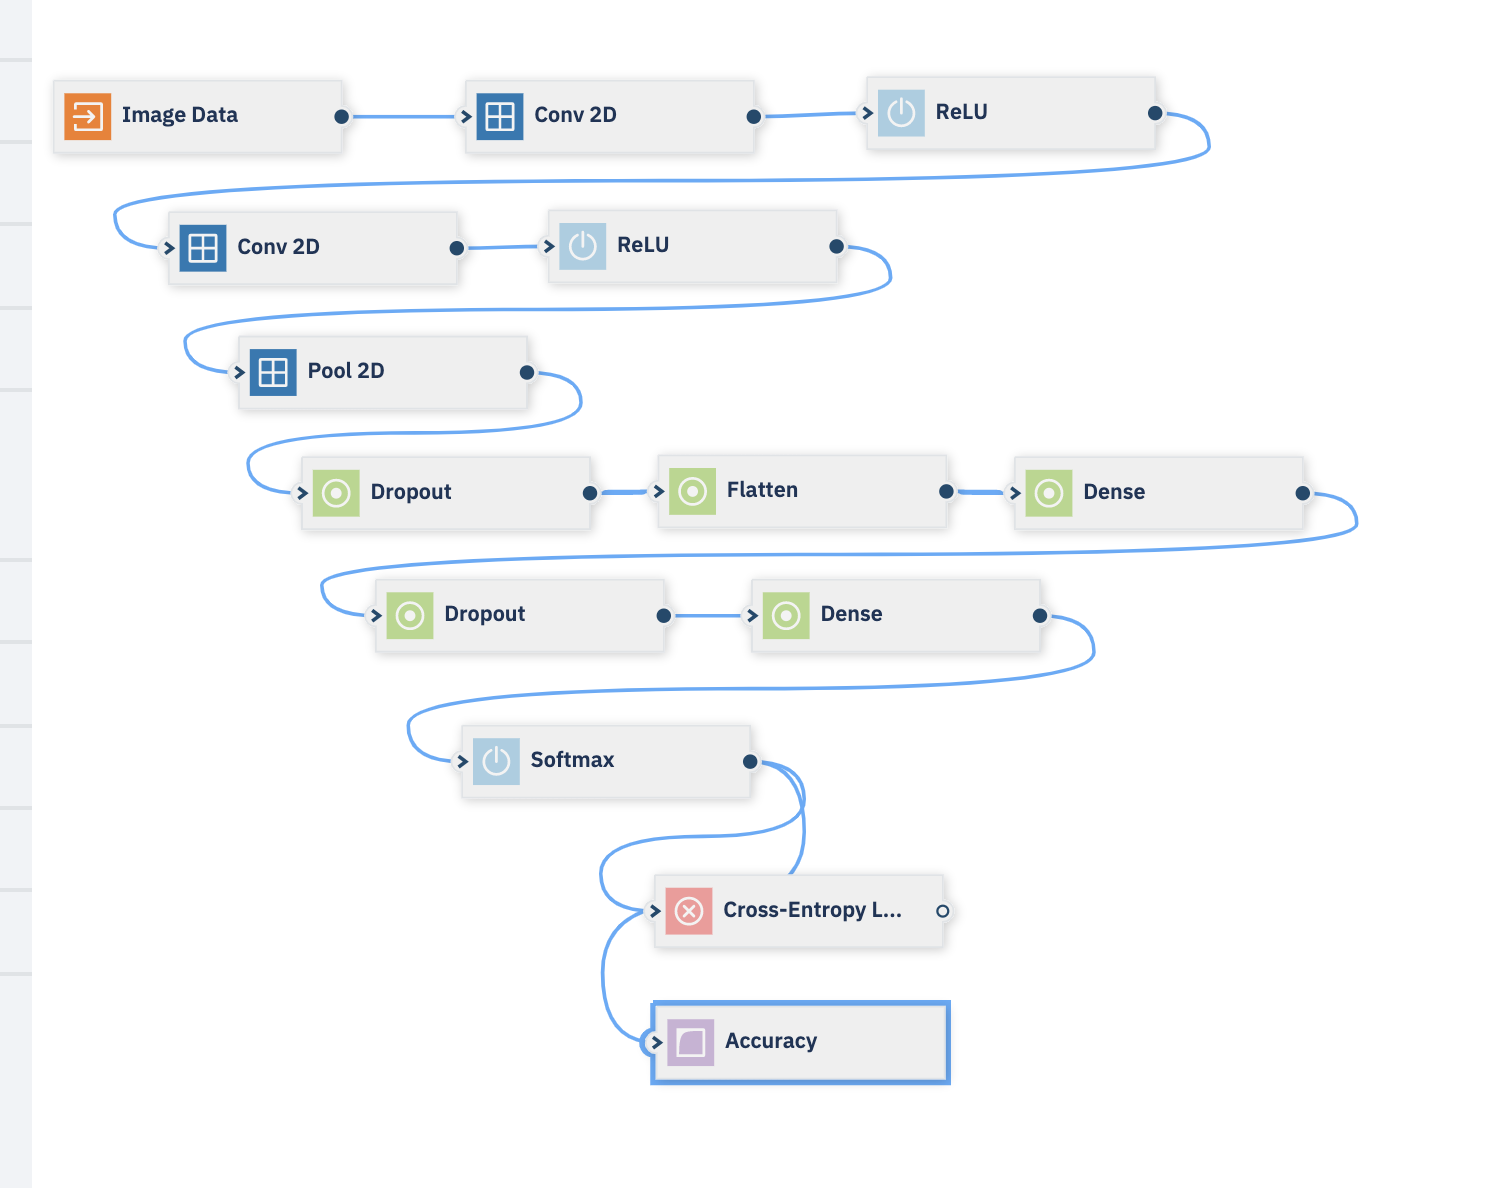 Image Data
Conv 2D
ReLU
Conv 2D
ReLU
Pool 2D
Dropout
Flatten
Dense
Dropout
Dense
Softmax
Cross-Entropy L...
Accuracy